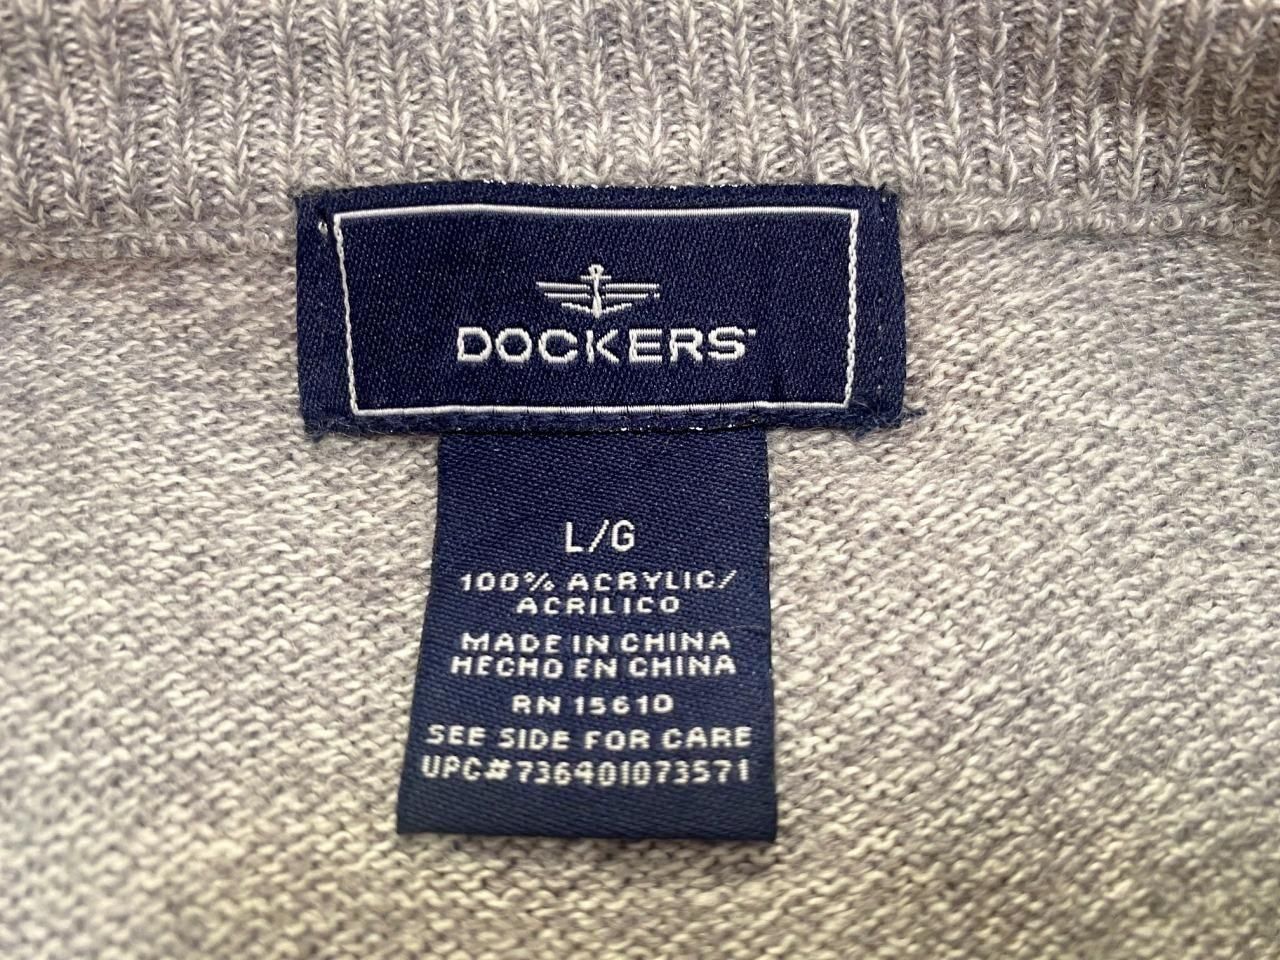 DOCKERS
L/G
100% ACRYLIC/
ACRILICO
MADE IN CHINA
HECHO EN CHINA
RN 15610
SEE SIDE FOR CARE
UPC#736401073571